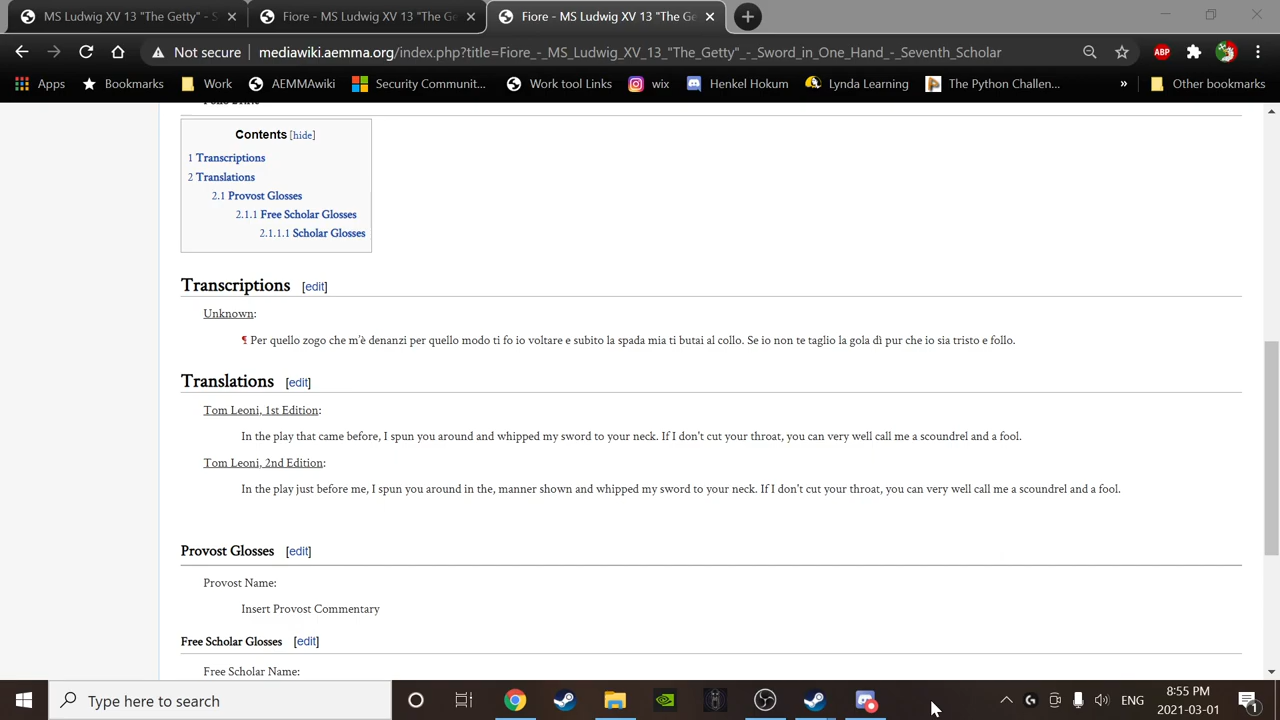 MS Ludwig XV 13 "The Getty" - S
Fiore - MS Ludwig XV 13 "The Ge
Fiore - MS Ludwig XV 13 "The Ge
Not secure mediawiki.aemma.org/index.php?title=Fiore_-_MS_Ludwig_XV_13_"The_Getty"_-_Sword_in_One_Hand_-_Seventh_Scholar
ABP
Apps Bookmarks Work AEMMAwiki Security Communit... Work tool Links wix Henkel Hokum Lynda Learning The Python Challen... » Other bookmarks
Contents [hide]
1 Transcriptions
2 Translations
2.1 Provost Glosses
2.1.1 Free Scholar Glosses
2.1.1.1 Scholar Glosses
Transcriptions [edit]
Unknown:
¶ Per quello zogo che m'è denanzi per quello modo ti fo io voltare e subito la spada mia ti butai al collo. Se io non te taglio la gola dì pur che io sia tristo e follo.
Translations [edit]
Tom Leoni, 1st Edition:
In the play that came before, I spun you around and whipped my sword to your neck. If I don't cut your throat, you can very well call me a scoundrel and a fool.
Tom Leoni, 2nd Edition:
In the play just before me, I spun you around in the, manner shown and whipped my sword to your neck. If I don't cut your throat, you can very well call me a scoundrel and a fool.
Provost Glosses [edit]
Provost Name:
Insert Provost Commentary
Free Scholar Glosses [edit]
Free Scholar Name:
Type here to search
ENG
8:55 PM
2021-03-01
1